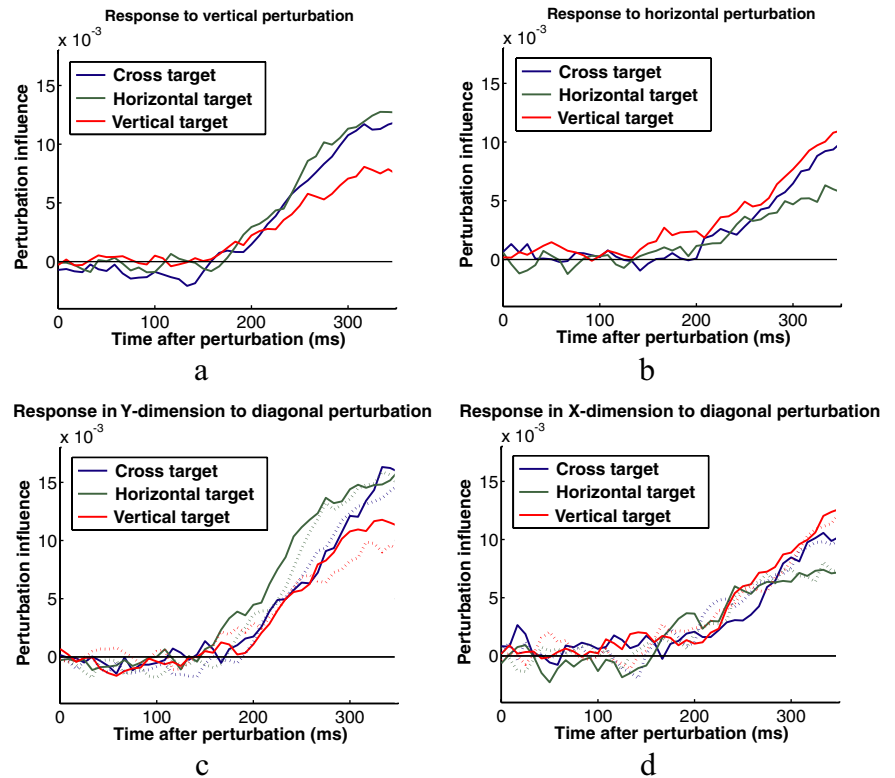 Response to vertical perturbation
x 10^-3
Cross target
Horizontal target
Vertical target
15
10
5
0
Perturbation influence
0 100 200 300
Time after perturbation (ms)
a
Response to horizontal perturbation
x 10^-3
Cross target
Horizontal target
Vertical target
15
10
5
0
Perturbation influence
0 100 200 300
Time after perturbation (ms)
b
Response in Y-dimension to diagonal perturbation
x 10^-3
Cross target
Horizontal target
Vertical target
15
10
5
0
Perturbation influence
0 100 200 300
Time after perturbation (ms)
c
Response in X-dimension to diagonal perturbation
x 10^-3
Cross target
Horizontal target
Vertical target
15
10
5
0
Perturbation influence
0 100 200 300
Time after perturbation (ms)
d